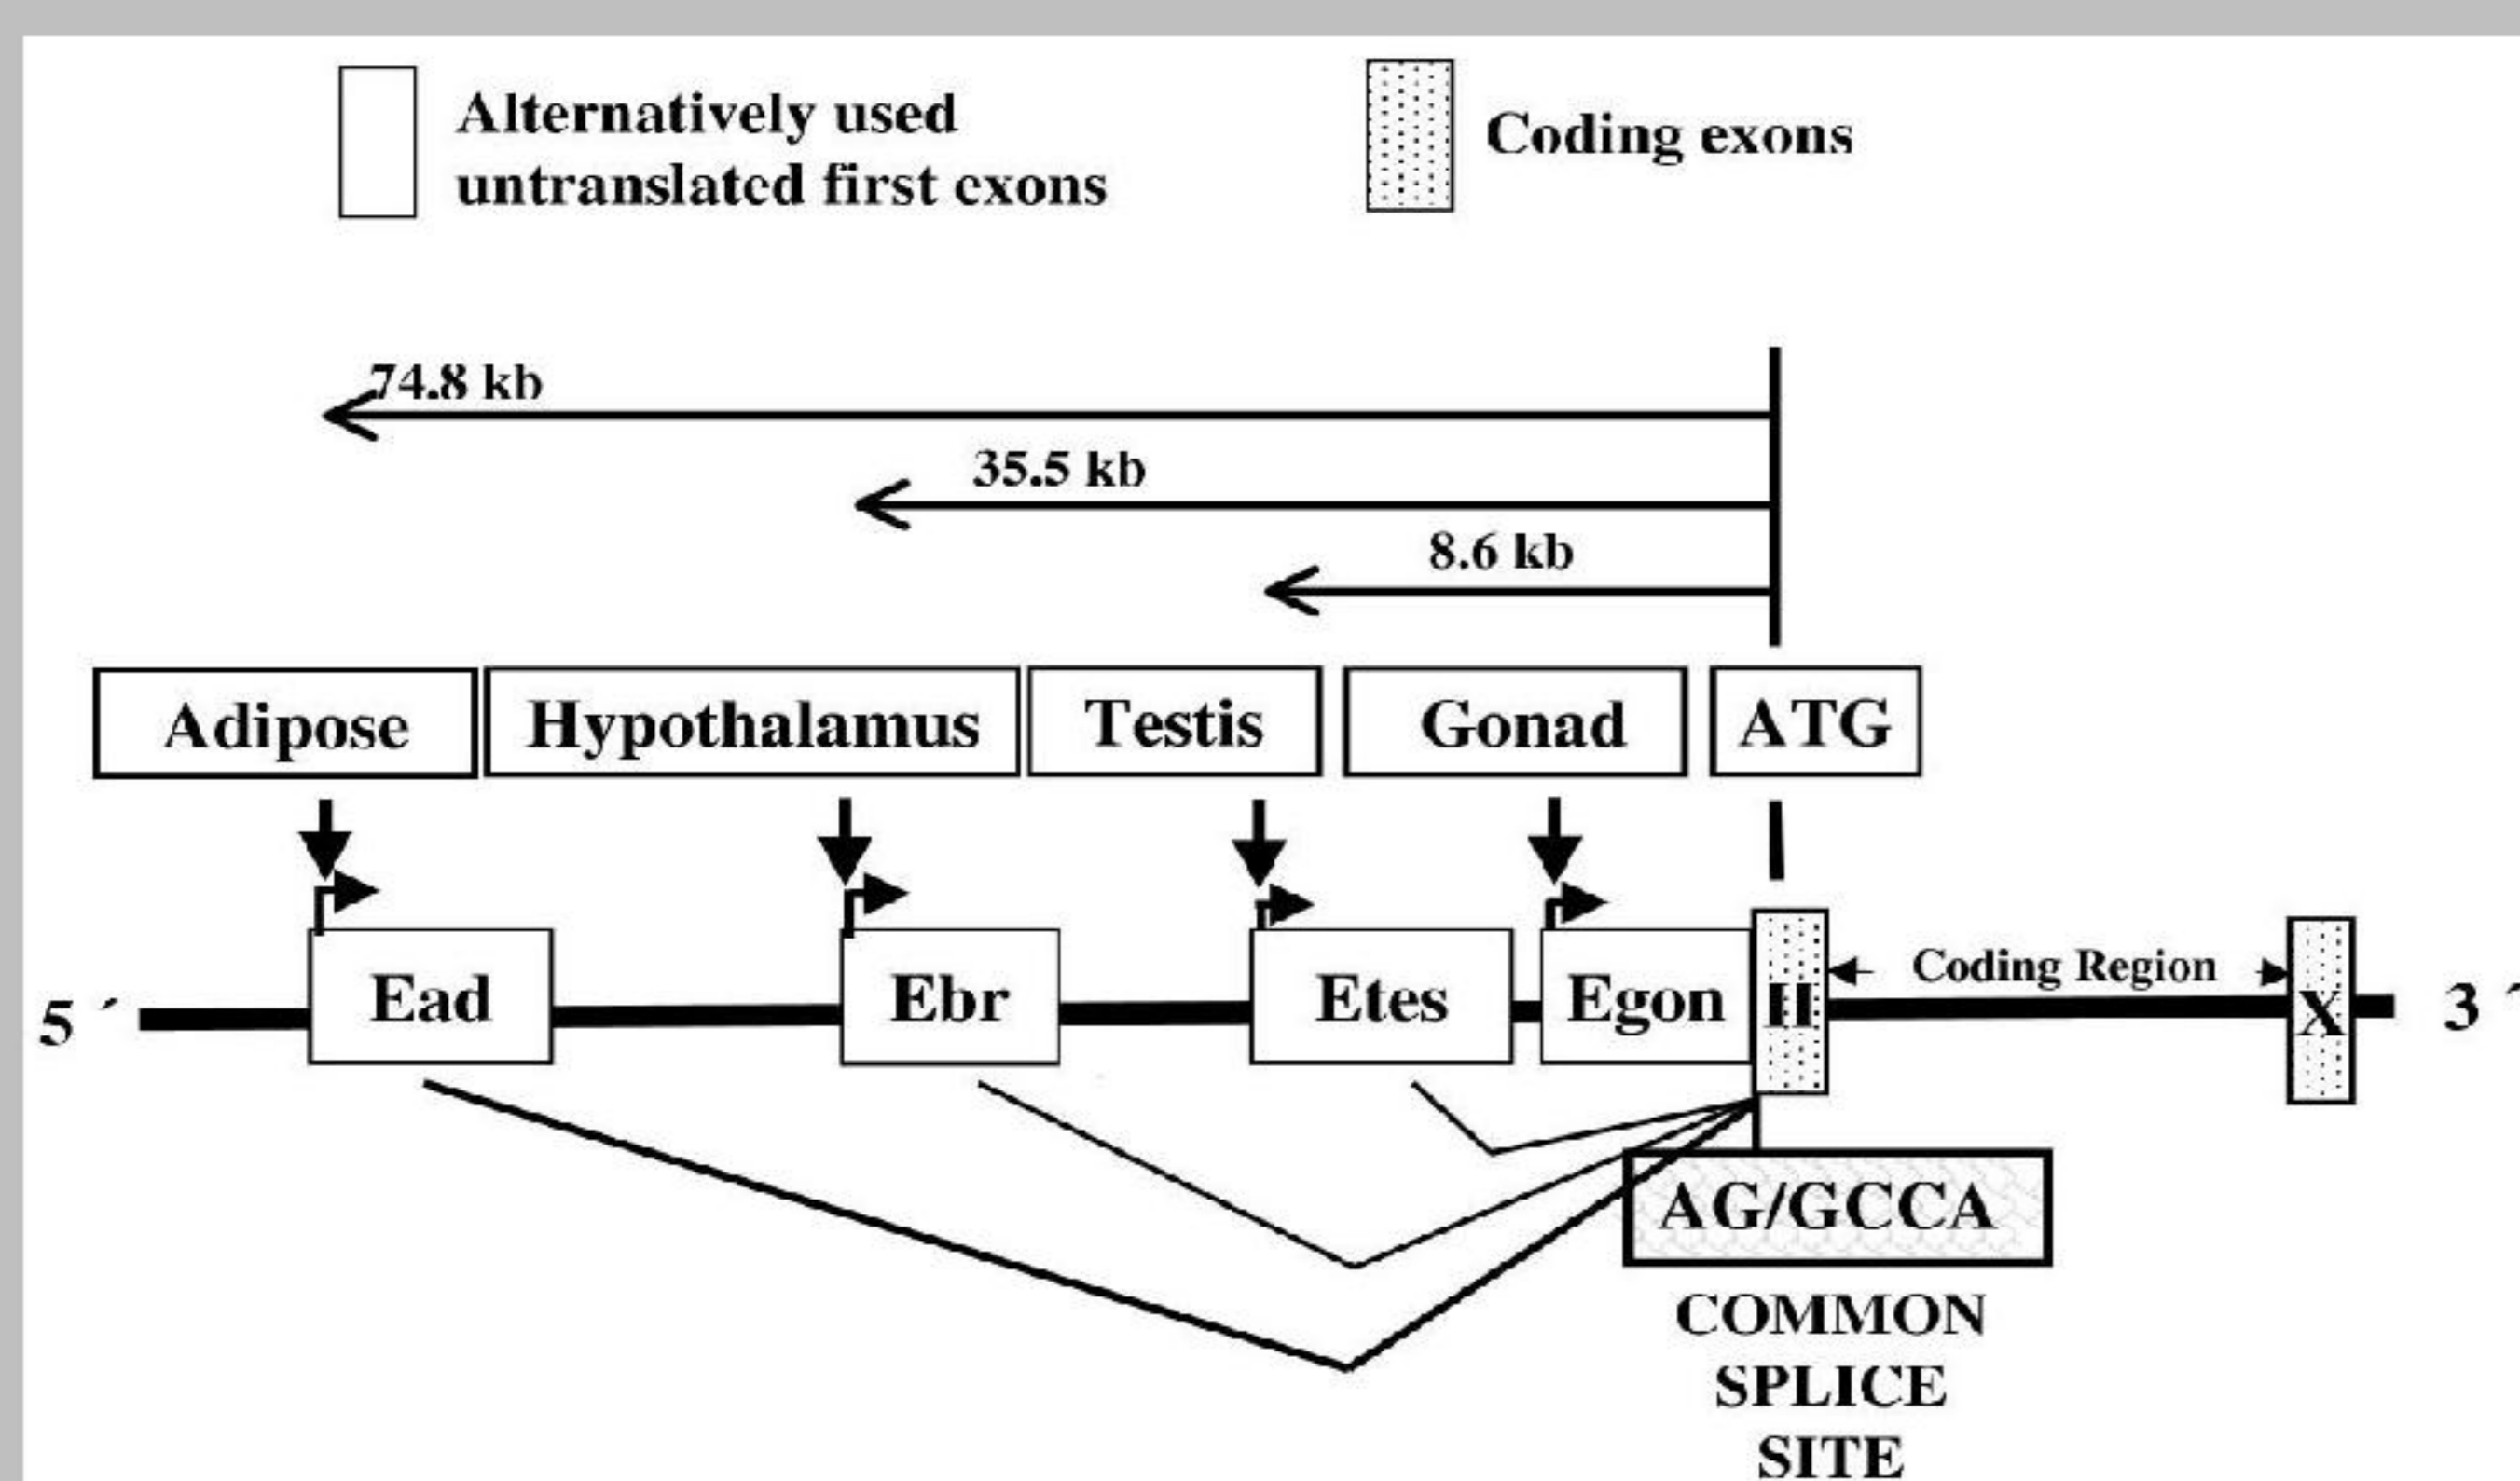 Alternatively used
untranslated first exons
Coding exons
74.8 kb
35.5 kb
8.6 kb
Adipose
Hypothalamus
Testis
Gonad
ATG
Ead
Ebr
Etes
Egon
II
Coding Region
X
5 ´
3 ´
AG/GCCA
COMMON
SPLICE
SITE